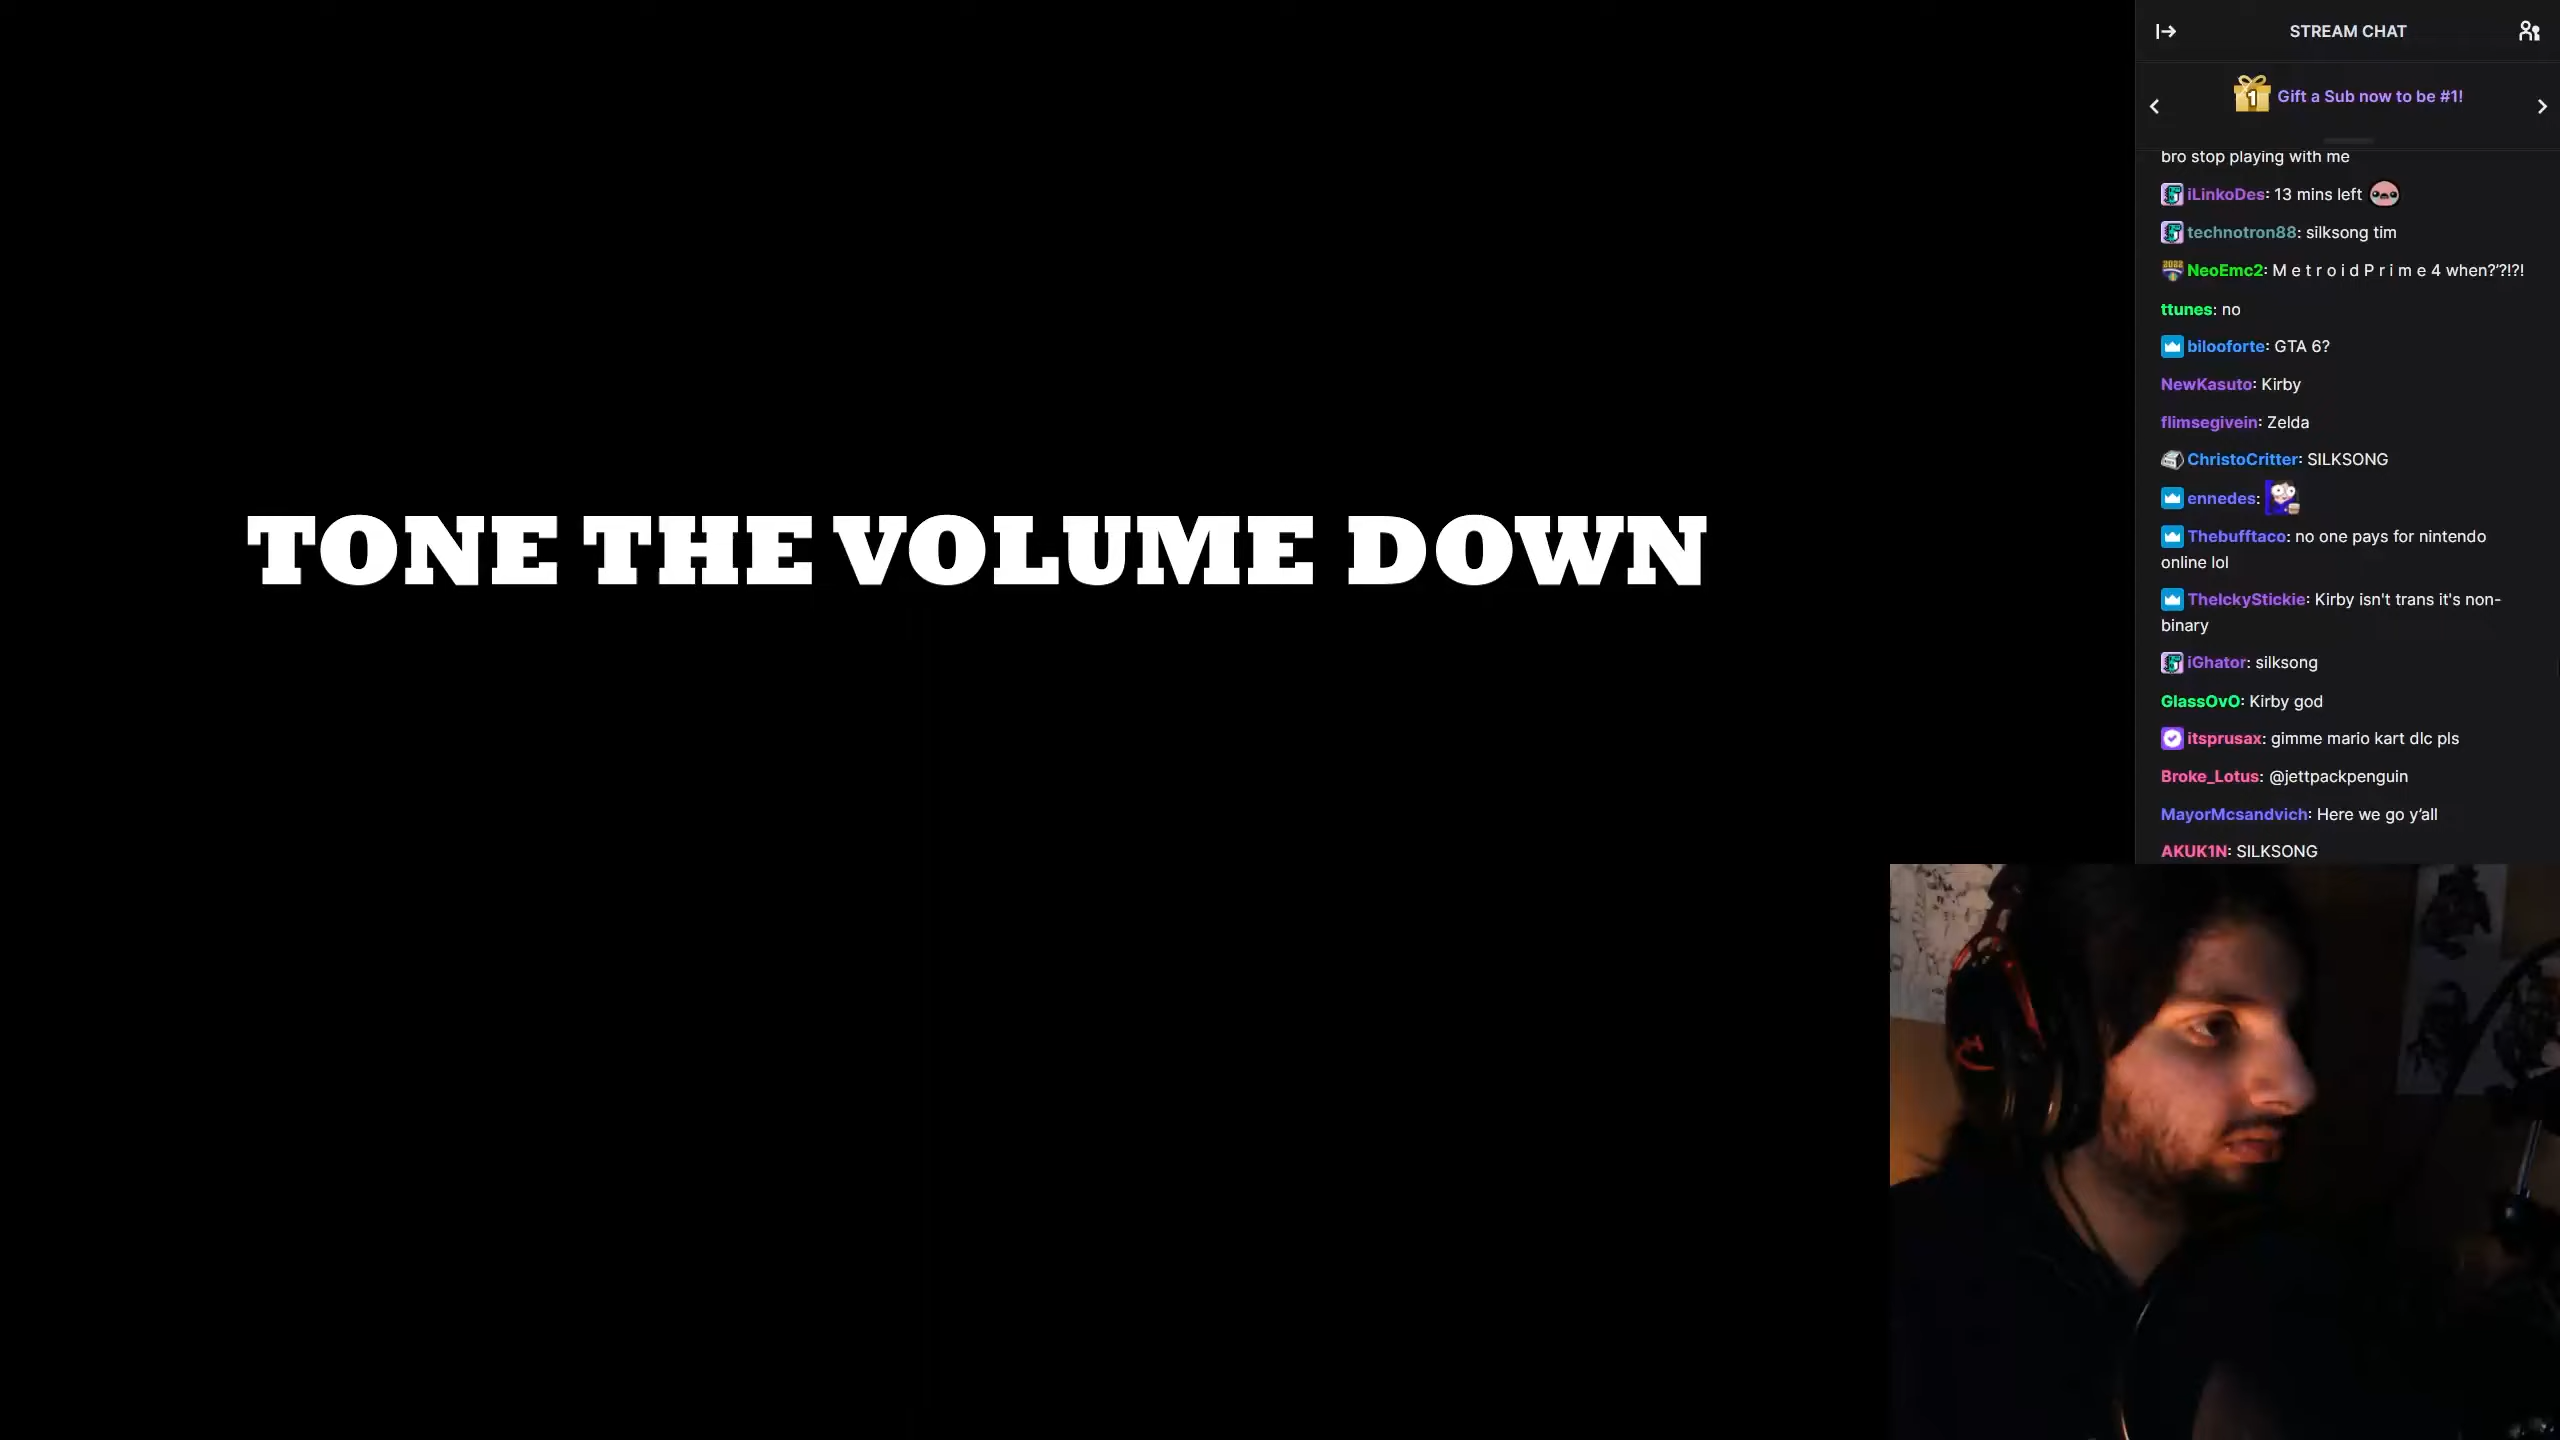 TONE THE VOLUME DOWN
STREAM CHAT
1
Gift a Sub now to be #1!
bro stop playing with me
iLinkoDes: 13 mins left
technotron88: silksong tim
NeoEmc2: M e t r o i d P r i m e 4 when?'?!?!
ttunes: no
bilooforte: GTA 6?
NewKasuto: Kirby
flimsegivein: Zelda
ChristoCritter: SILKSONG
ennedes:
Thebufftaco: no one pays for nintendo
online lol
TheIckyStickie: Kirby isn't trans it's non-
binary
iGhator: silksong
GlassOvO: Kirby god
itsprusax: gimme mario kart dlc pls
Broke_Lotus: @jettpackpenguin
MayorMcsandvich: Here we go y'all
AKUK1N: SILKSONG